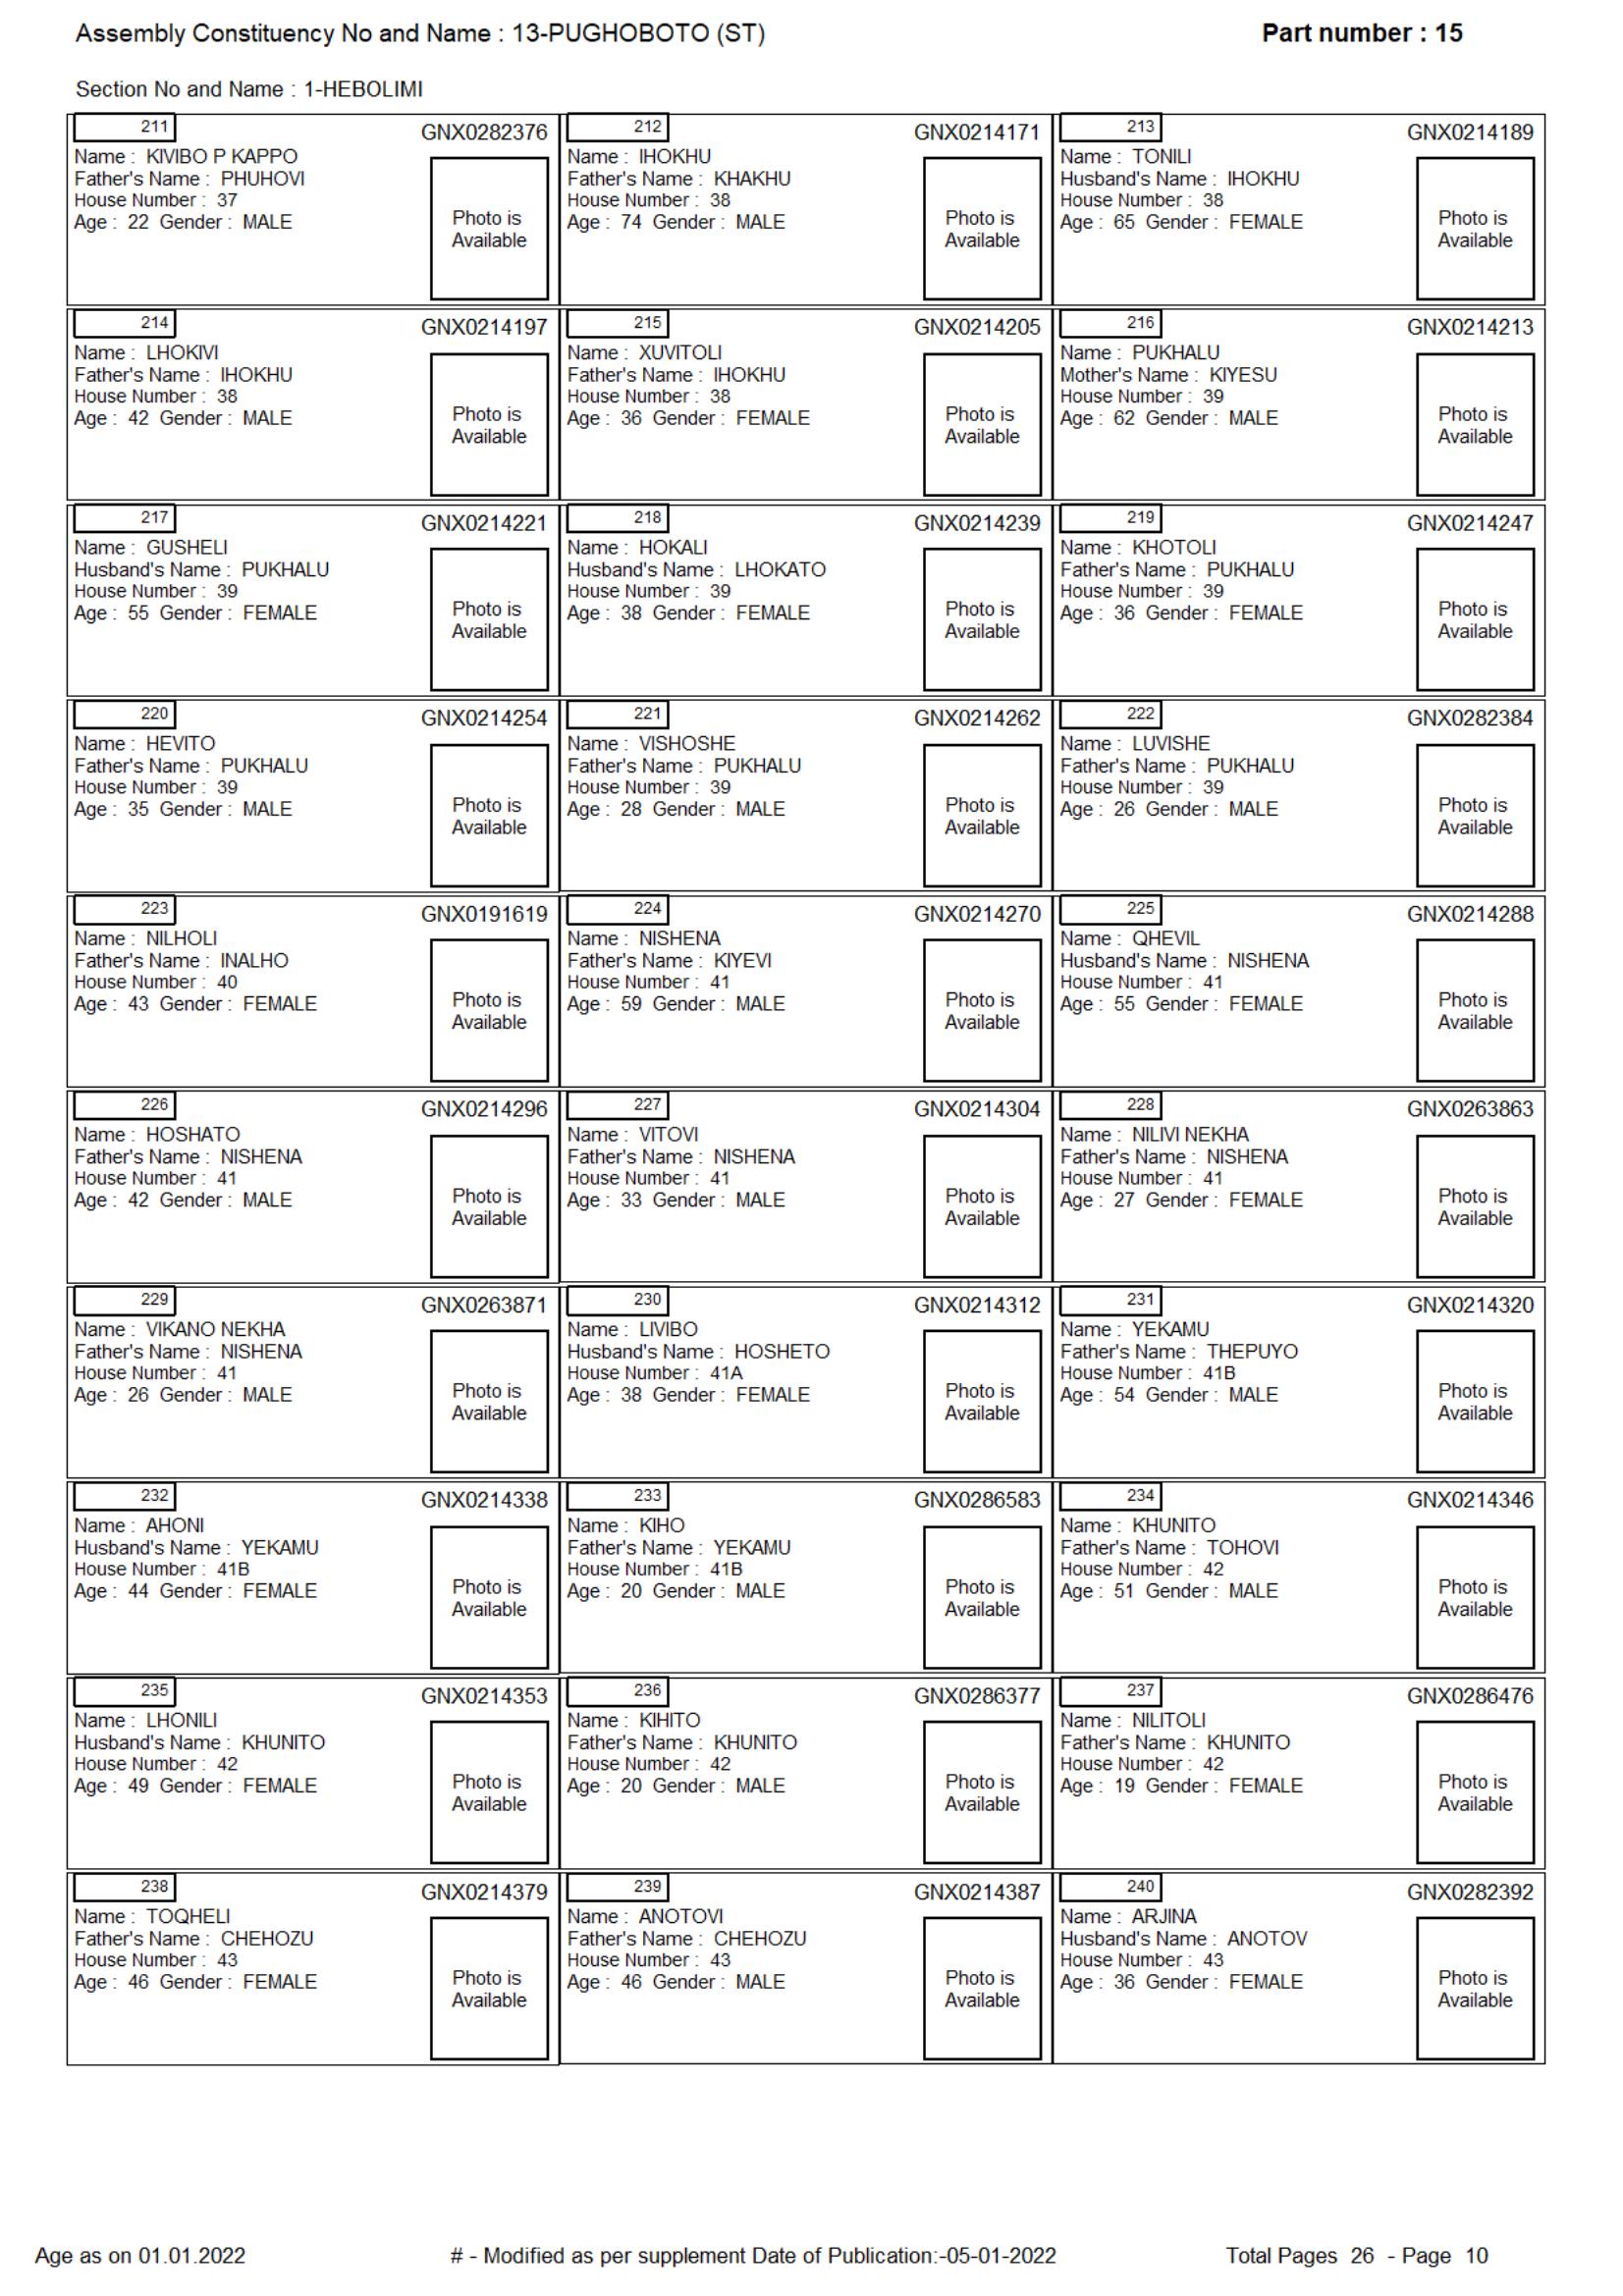 Assembly Constituency No and Name : 13-PUGHOBOTO (ST)
Part number : 15
Section No and Name : 1-HEBOLIMI
211
GNX0282376
Name : KIVIBO P KAPPO
Father's Name : PHUHOVI
House Number : 37
Age : 22 Gender : MALE
Photo is
Available
212
GNX0214171
Name : IHOKHU
Father's Name : KHAKHU
House Number : 38
Age : 74 Gender : MALE
Photo is
Available
213
GNX0214189
Name : TONILI
Husband's Name : IHOKHU
House Number : 38
Age : 65 Gender : FEMALE
Photo is
Available
214
GNX0214197
Name : LHOKIVI
Father's Name : IHOKHU
House Number : 38
Age : 42 Gender : MALE
Photo is
Available
215
GNX0214205
Name : XUVITOLI
Father's Name : IHOKHU
House Number : 38
Age : 36 Gender : FEMALE
Photo is
Available
216
GNX0214213
Name : PUKHALU
Mother's Name : KIYESU
House Number : 39
Age : 62 Gender : MALE
Photo is
Available
217
GNX0214221
Name : GUSHELI
Husband's Name : PUKHALU
House Number : 39
Age : 55 Gender : FEMALE
Photo is
Available
218
GNX0214239
Name : HOKALI
Husband's Name : LHOKATO
House Number : 39
Age : 38 Gender : FEMALE
Photo is
Available
219
GNX0214247
Name : KHOTOLI
Father's Name : PUKHALU
House Number : 39
Age : 36 Gender : FEMALE
Photo is
Available
220
GNX0214254
Name : HEVITO
Father's Name : PUKHALU
House Number : 39
Age : 35 Gender : MALE
Photo is
Available
221
GNX0214262
Name : VISHOSHE
Father's Name : PUKHALU
House Number : 39
Age : 28 Gender : MALE
Photo is
Available
222
GNX0282384
Name : LUVISHE
Father's Name : PUKHALU
House Number : 39
Age : 26 Gender : MALE
Photo is
Available
223
GNX0191619
Name : NILHOLI
Father's Name : INALHO
House Number : 40
Age : 43 Gender : FEMALE
Photo is
Available
224
GNX0214270
Name : NISHENA
Father's Name : KIYEVI
House Number : 41
Age : 59 Gender : MALE
Photo is
Available
225
GNX0214288
Name : QHEVIL
Husband's Name : NISHENA
House Number : 41
Age : 55 Gender : FEMALE
Photo is
Available
226
GNX0214296
Name : HOSHATO
Father's Name : NISHENA
House Number : 41
Age : 42 Gender : MALE
Photo is
Available
227
GNX0214304
Name : VITOVI
Father's Name : NISHENA
House Number : 41
Age : 33 Gender : MALE
Photo is
Available
228
GNX0263863
Name : NILIVI NEKHA
Father's Name : NISHENA
House Number : 41
Age : 27 Gender : FEMALE
Photo is
Available
229
GNX0263871
Name : VIKANO NEKHA
Father's Name : NISHENA
House Number : 41
Age : 26 Gender : MALE
Photo is
Available
230
GNX0214312
Name : LIVIBO
Husband's Name : HOSHETO
House Number : 41A
Age : 38 Gender : FEMALE
Photo is
Available
231
GNX0214320
Name : YEKAMU
Father's Name : THEPUYO
House Number : 41B
Age : 54 Gender : MALE
Photo is
Available
232
GNX0214338
Name : AHONI
Husband's Name : YEKAMU
House Number : 41B
Age : 44 Gender : FEMALE
Photo is
Available
233
GNX0286583
Name : KIHO
Father's Name : YEKAMU
House Number : 41B
Age : 20 Gender : MALE
Photo is
Available
234
GNX0214346
Name : KHUNITO
Father's Name : TOHOVI
House Number : 42
Age : 51 Gender : MALE
Photo is
Available
235
GNX0214353
Name : LHONILI
Husband's Name : KHUNITO
House Number : 42
Age : 49 Gender : FEMALE
Photo is
Available
236
GNX0286377
Name : KIHITO
Father's Name : KHUNITO
House Number : 42
Age : 20 Gender : MALE
Photo is
Available
237
GNX0286476
Name : NILITOLI
Father's Name : KHUNITO
House Number : 42
Age : 19 Gender : FEMALE
Photo is
Available
238
GNX0214379
Name : TOQHELI
Father's Name : CHEHOZU
House Number : 43
Age : 46 Gender : FEMALE
Photo is
Available
239
GNX0214387
Name : ANOTOVI
Father's Name : CHEHOZU
House Number : 43
Age : 46 Gender : MALE
Photo is
Available
240
GNX0282392
Name : ARJINA
Husband's Name : ANOTOV
House Number : 43
Age : 36 Gender : FEMALE
Photo is
Available
Age as on 01.01.2022
# - Modified as per supplement Date of Publication:-05-01-2022
Total Pages 26 - Page 10